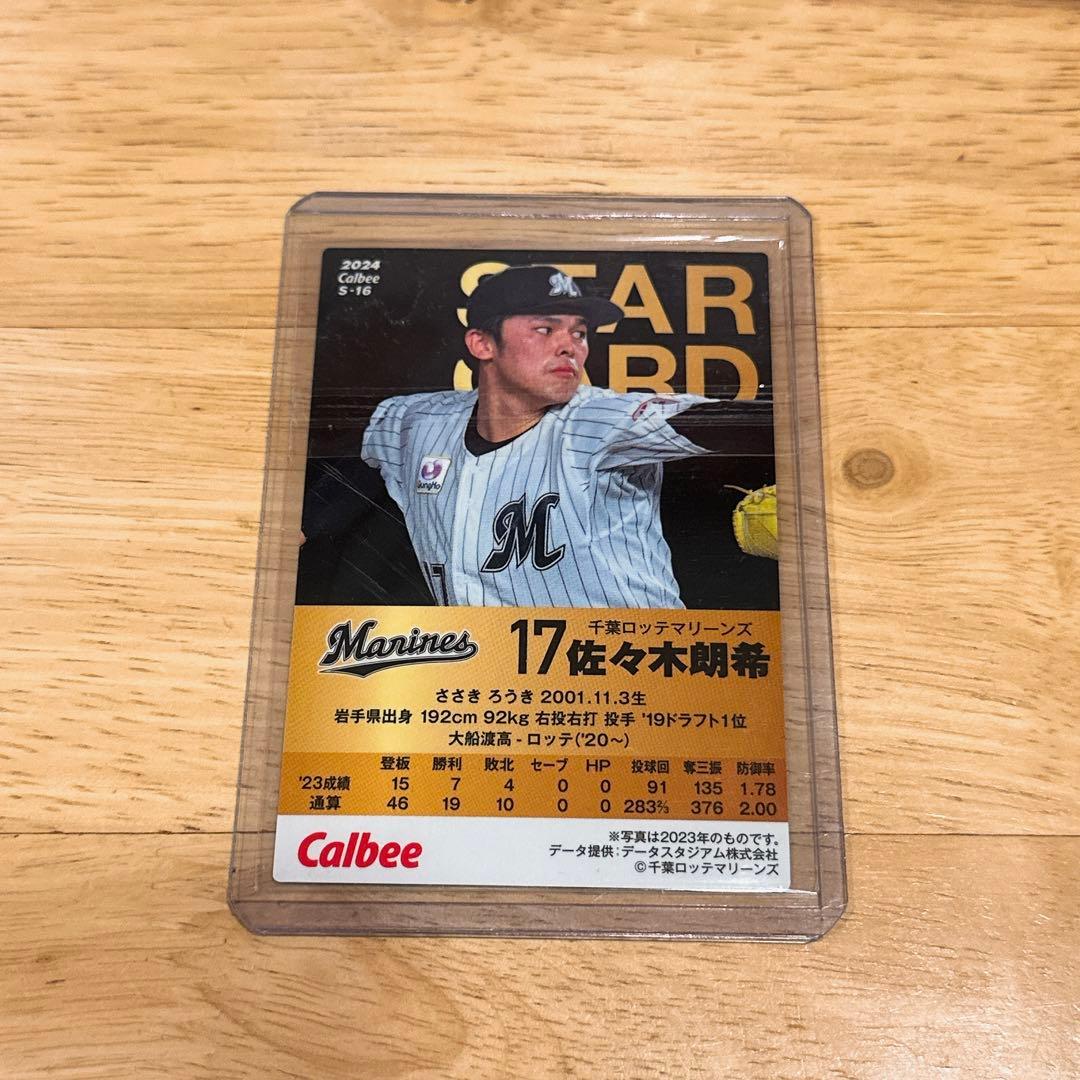 2024
Calbee
S-16
STAR
CARD
GungHo
M
M
17
Marines
17
千葉ロッテマリーンズ
佐々木朗希
ささき ろうき 2001.11.3生
岩手県出身 192cm 92kg 右投右打 投手 '19ドラフト1位
大船渡高-ロッテ('20〜)
登板 勝利 敗北 セーブ HP 投球回 奪三振 防御率
'23成績 15 7 4 0 0 91 135 1.78
通算 46 19 10 0 0 283⅔ 376 2.00
Calbee
※写真は2023年のものです。
データ提供:データスタジアム株式会社
©千葉ロッテマリーンズ